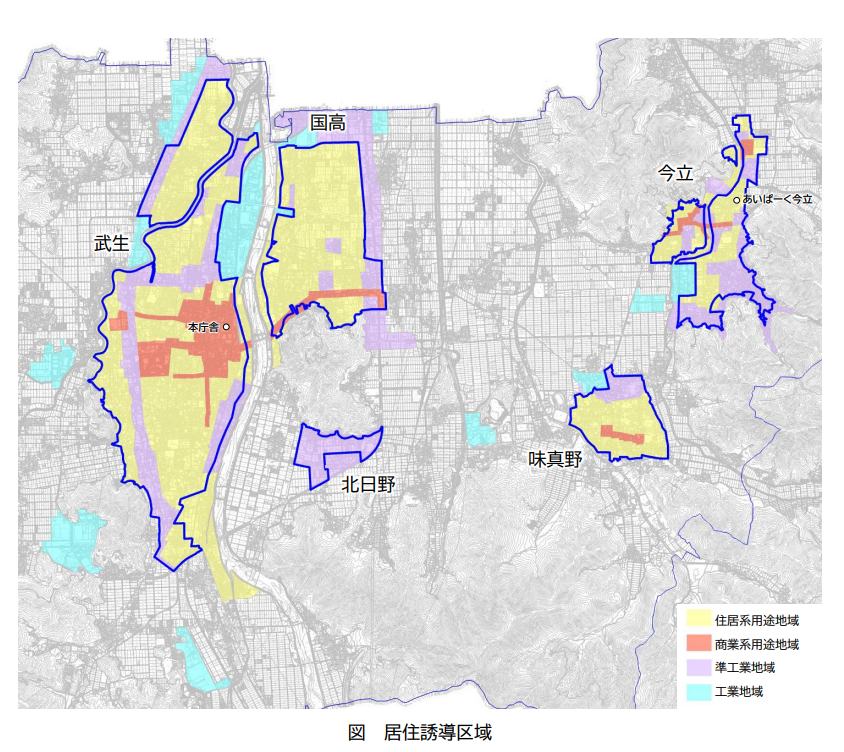 国高
今立
あいぱーく今立
武生
本庁舎
味真野
北日野
住居系用途地域
商業系用途地域
準工業地域
工業地域
図　居住誘導区域